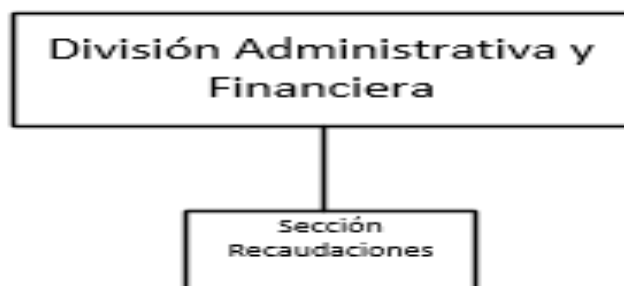 División Administrativa y
Financiera
Sección
Recaudaciones